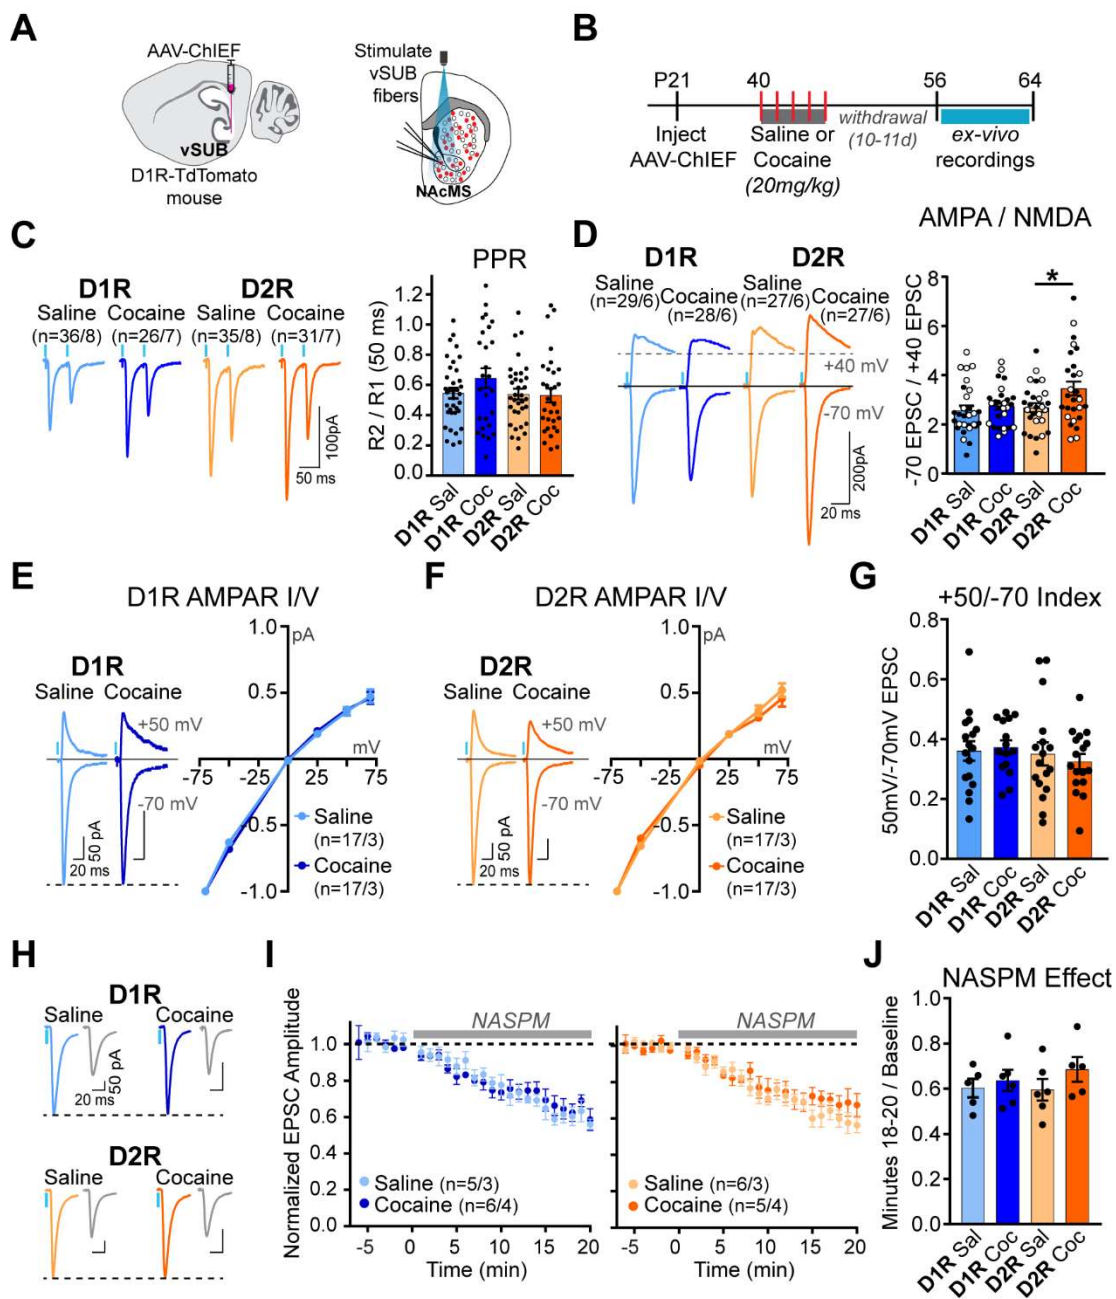 A
AAV-ChIEF
vSUB
D1R-TdTomato
mouse
Stimulate
vSUB
fibers
NAcMS
B
P21
40
56
64
Inject
AAV-ChIEF
Saline or
Cocaine
(20mg/kg)
withdrawal
(10-11d)
ex-vivo
recordings
C
D1R
D2R
Saline
(n=36/8)
Cocaine
(n=26/7)
Saline
(n=35/8)
Cocaine
(n=31/7)
100pA
50 ms
PPR
R2 / R1 (50 ms)
1.2
1.0
0.8
0.6
0.4
0.2
0.0
D1R Sal
D1R Coc
D2R Sal
D2R Coc
D
D1R
D2R
Saline
(n=29/6)
Cocaine
(n=28/6)
Saline
(n=27/6)
Cocaine
(n=27/6)
+40 mV
-70 mV
200pA
20 ms
AMPA / NMDA
-70 EPSC / +40 EPSC
8
6
4
2
0
*
D1R Sal
D1R Coc
D2R Sal
D2R Coc
E
D1R AMPAR I/V
D1R
Saline
Cocaine
+50 mV
-70 mV
50 pA
20 ms
1.0
pA
0.5
mV
-75
-25
25
75
-0.5
-1.0
Saline
(n=17/3)
Cocaine
(n=17/3)
F
D2R AMPAR I/V
D2R
Saline
Cocaine
+50 mV
-70 mV
50 pA
20 ms
1.0
pA
0.5
mV
-75
-25
25
75
-0.5
-1.0
Saline
(n=17/3)
Cocaine
(n=17/3)
G
+50/-70 Index
50mV/-70mV EPSC
0.8
0.6
0.4
0.2
0.0
D1R Sal
D1R Coc
D2R Sal
D2R Coc
H
D1R
Saline
Cocaine
50 pA
20 ms
D2R
Saline
Cocaine
I
Normalized EPSC Amplitude
NASPM
1.0
0.8
0.6
0.4
0.2
0.0
Saline (n=5/3)
Cocaine (n=6/4)
-5
0
5
10
15
20
Time (min)
NASPM
Saline (n=6/3)
Cocaine (n=5/4)
-5
0
5
10
15
20
Time (min)
J
NASPM Effect
Minutes 18-20 / Baseline
1.0
0.8
0.6
0.4
0.2
0.0
D1R Sal
D1R Coc
D2R Sal
D2R Coc